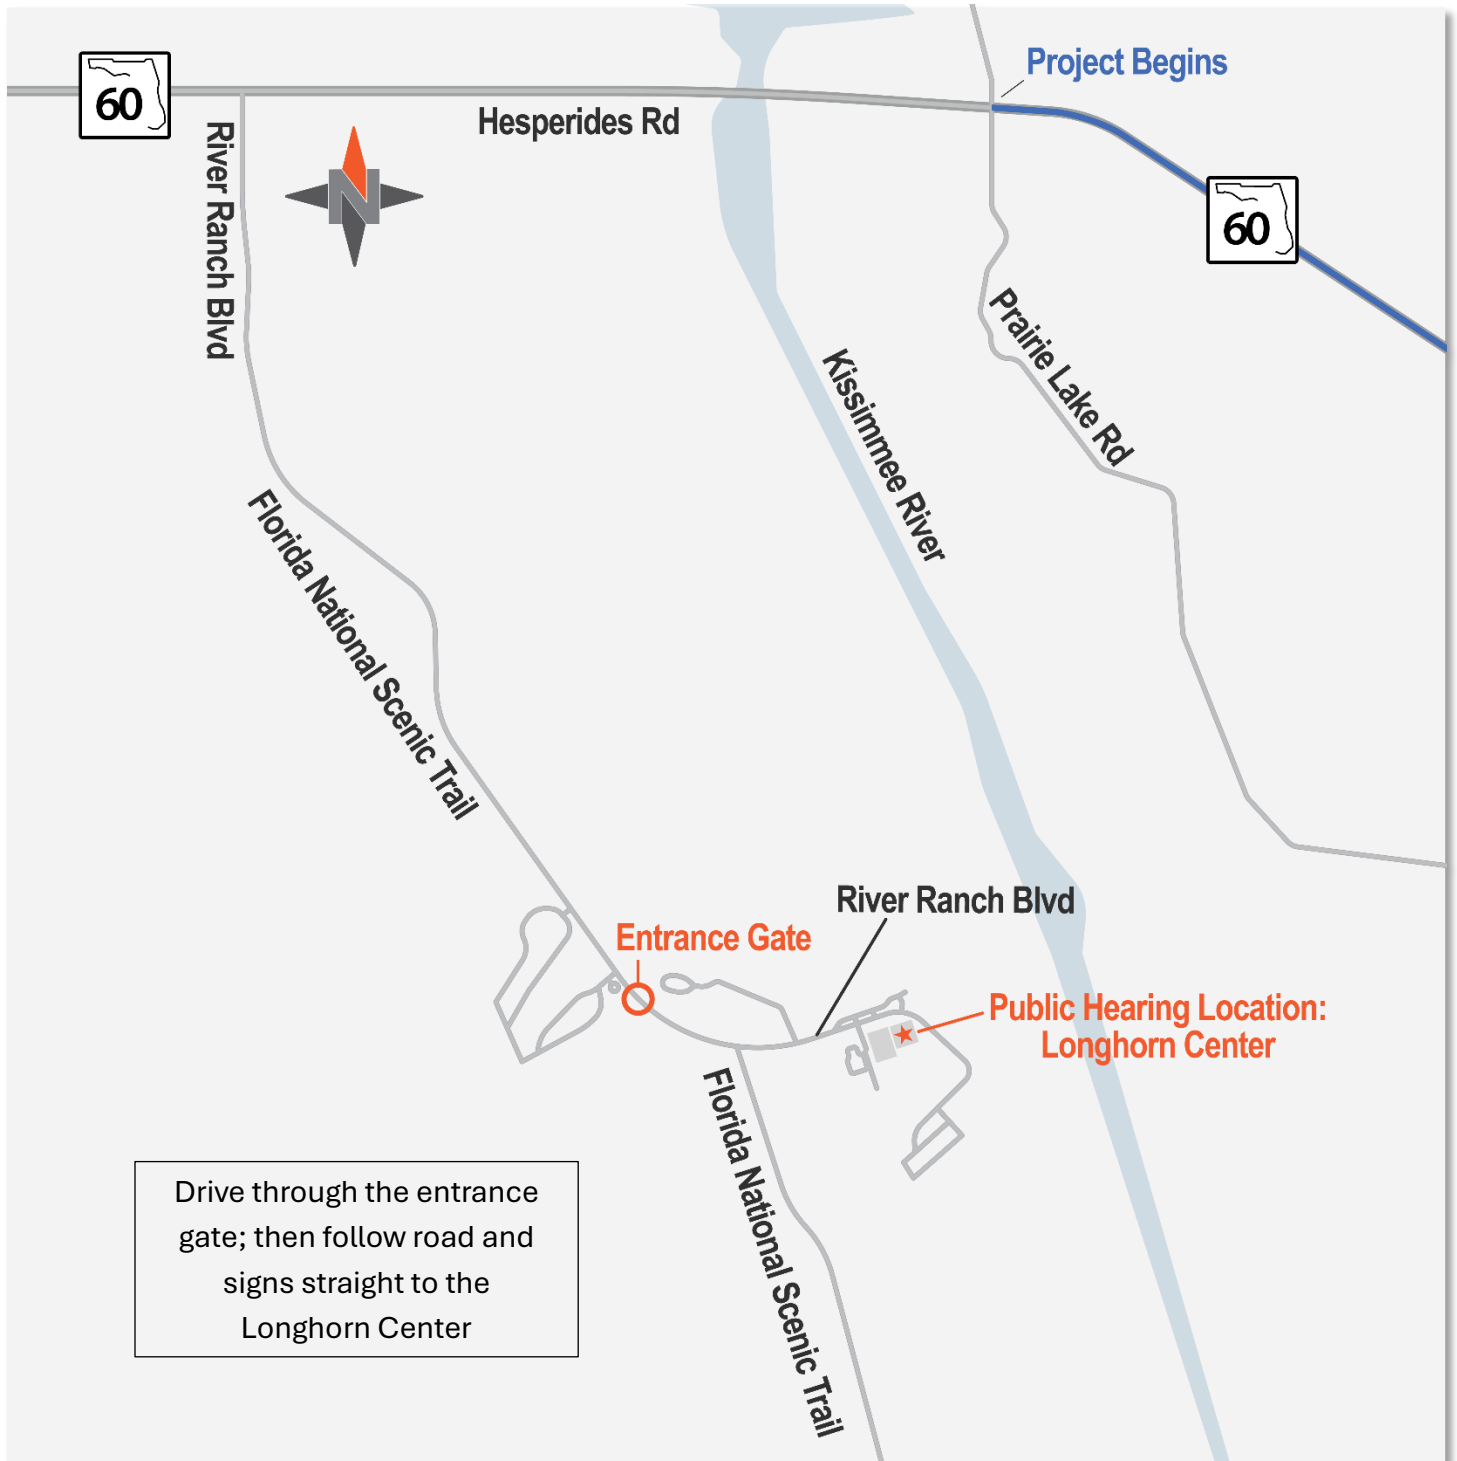 Project Begins
60
Hesperides Rd
River Ranch Blvd
N
60
Prairie Lake Rd
Kissimmee River
Florida National Scenic Trail
River Ranch Blvd
Entrance Gate
Public Hearing Location:
Longhorn Center
Florida National Scenic Trail
Drive through the entrance
gate; then follow road and
signs straight to the
Longhorn Center